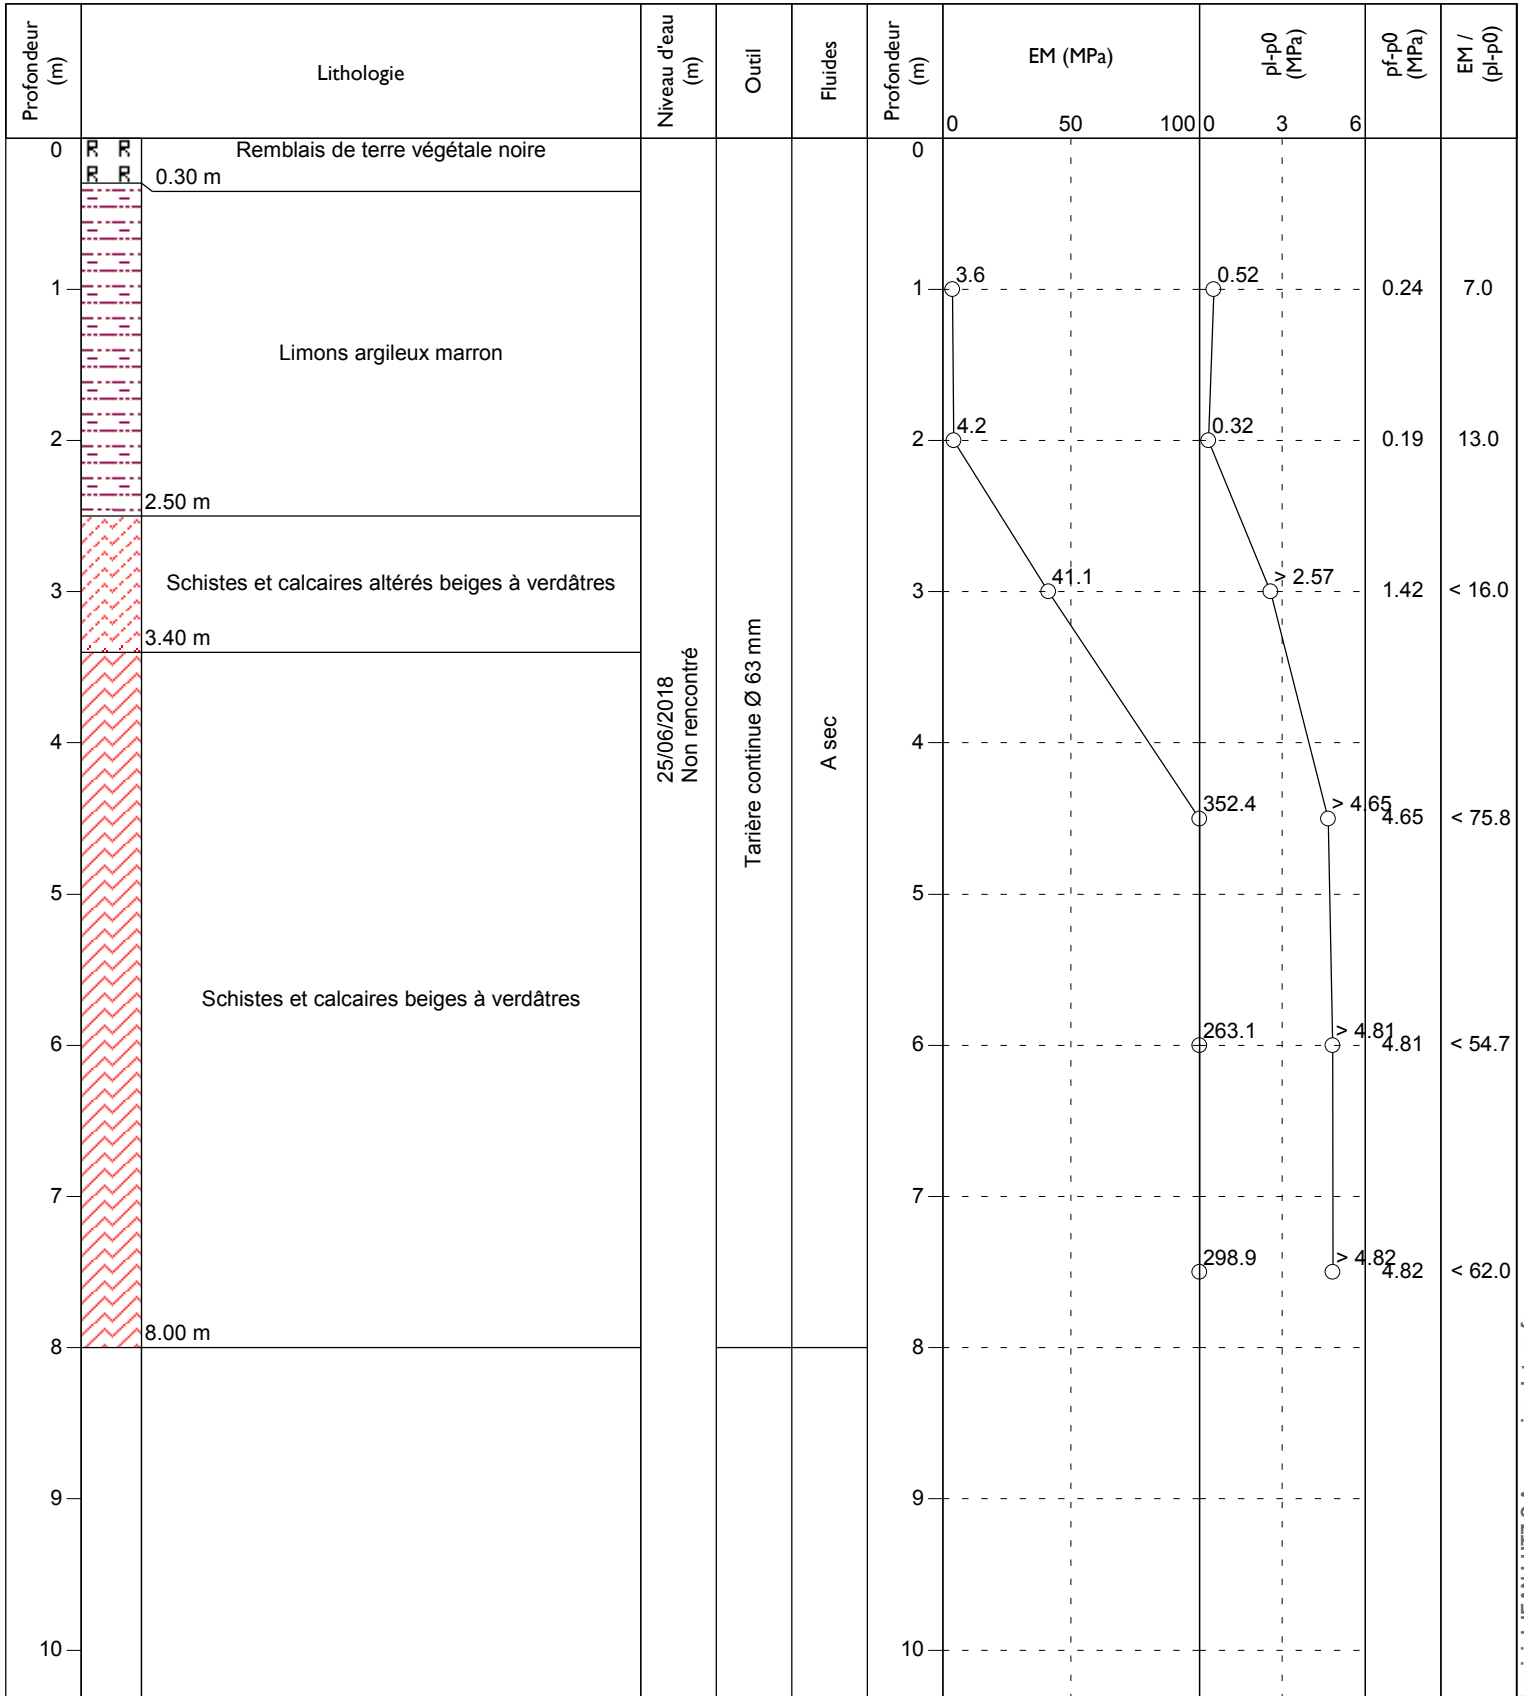 Profondeur
(m)
Lithologie
Niveau d'eau
(m)
Outil
Fluides
Profondeur
(m)
EM (MPa)
pl-p0
(MPa)
pf-p0
(MPa)
EM /
(pl-p0)
0 50 100 0 3 6
0 R R Remblais de terre végétale noire 0
R R 0.30 m
1 1 3.6 0.52 0.24 7.0
Limons argileux marron
2 2 4.2 0.32 0.19 13.0
2.50 m
Schistes et calcaires altérés beiges à verdâtres
3 3 41.1 > 2.57 1.42 < 16.0
3.40 m
25/06/2018
Non rencontré
Tarière continue Ø 63 mm
A sec
4 4
352.4 > 4.65 4.65 < 75.8
5 5
Schistes et calcaires beiges à verdâtres
6 6 263.1 > 4.81 4.81 < 54.7
7 7
298.9 > 4.82 4.82 < 62.0
8.00 m
8 8
9 9
10 10